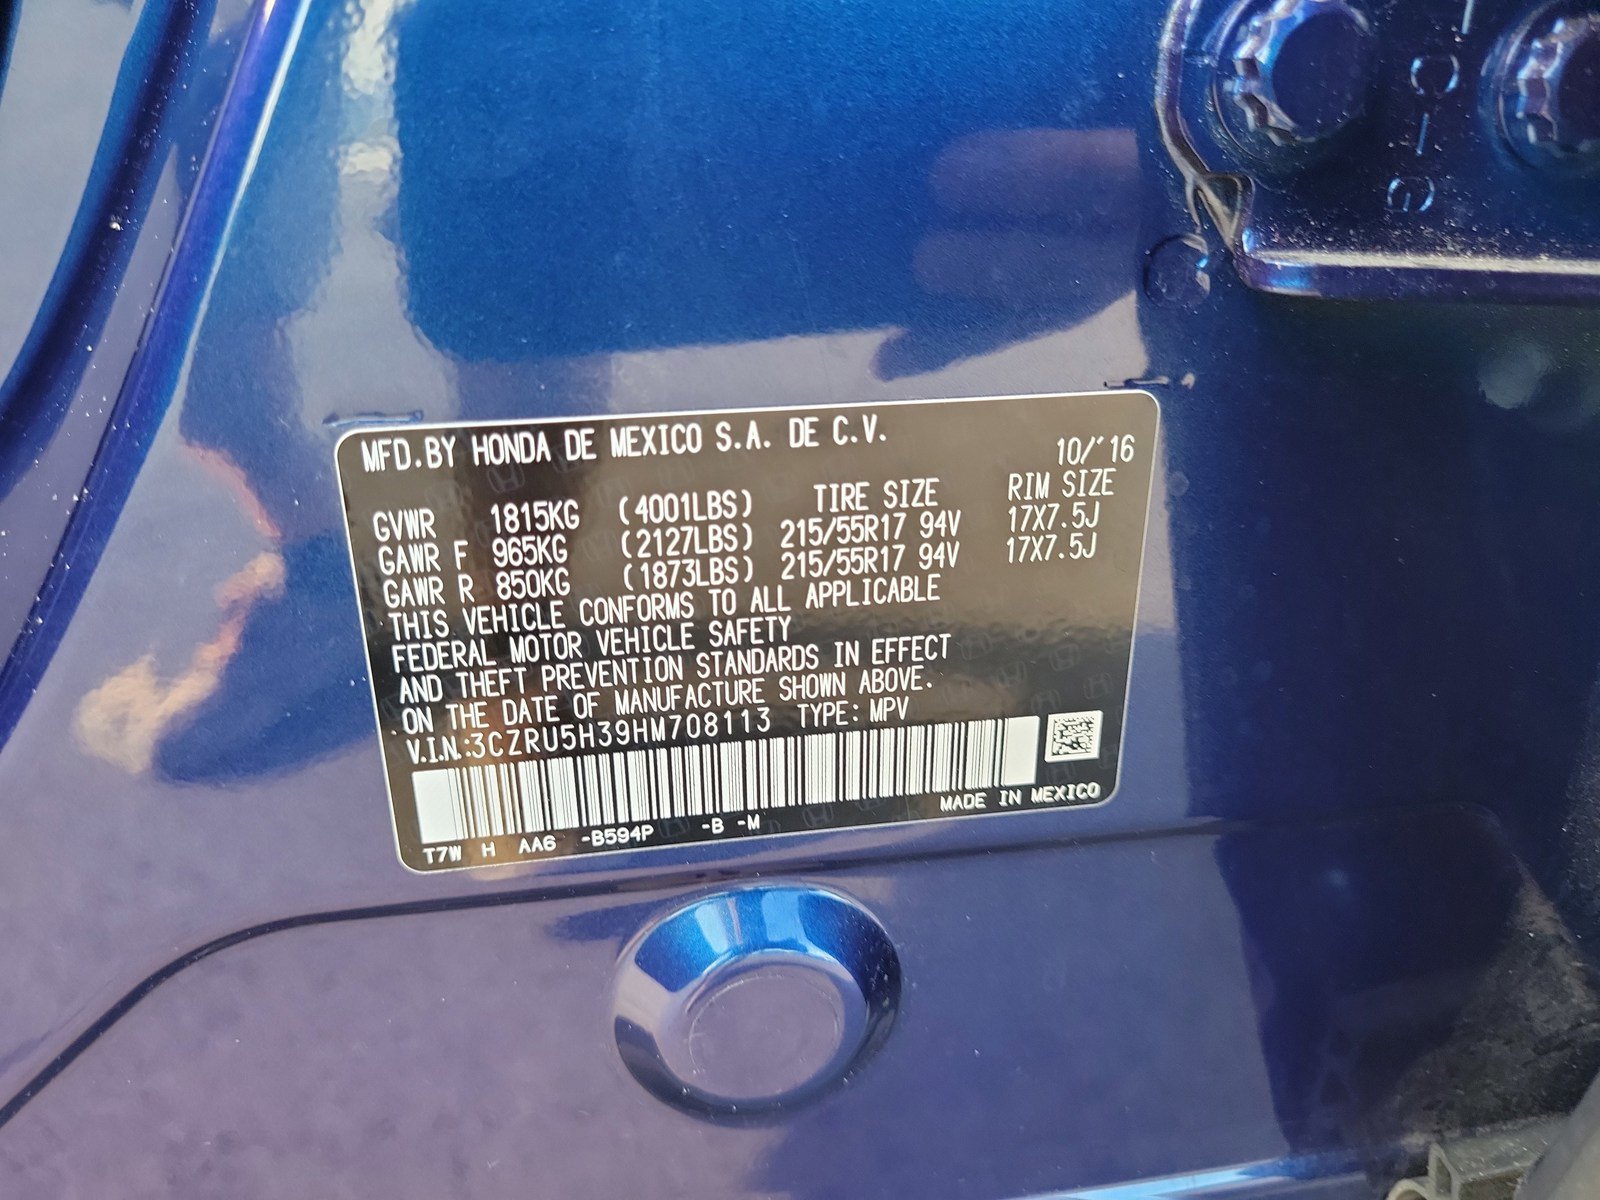 MFD.BY HONDA DE MEXICO S.A. DE C.V.
10/'16
GVWR 1815KG (4001LBS) TIRE SIZE RIM SIZE
GAWR F 965KG (2127LBS) 215/55R17 94V 17X7.5J
GAWR R 850KG (1873LBS) 215/55R17 94V 17X7.5J
THIS VEHICLE CONFORMS TO ALL APPLICABLE
FEDERAL MOTOR VEHICLE SAFETY
AND THEFT PREVENTION STANDARDS IN EFFECT
ON THE DATE OF MANUFACTURE SHOWN ABOVE.
V.I.N.:3CZRU5H39HM708113 TYPE: MPV
MADE IN MEXICO
T7W H AA6 -B594P -B -M